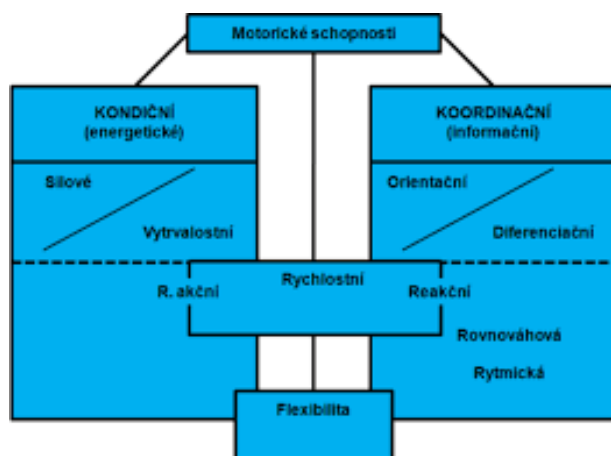 Motorické schopnosti
KONDIČNÍ
(energetické)
KOORDINAČNÍ
(informační)
Silové
Orientační
Vytrvalostní
Diferenciační
Rychlostní
R. akční
Reakční
Rovnováhová
Rytmická
Flexibilita